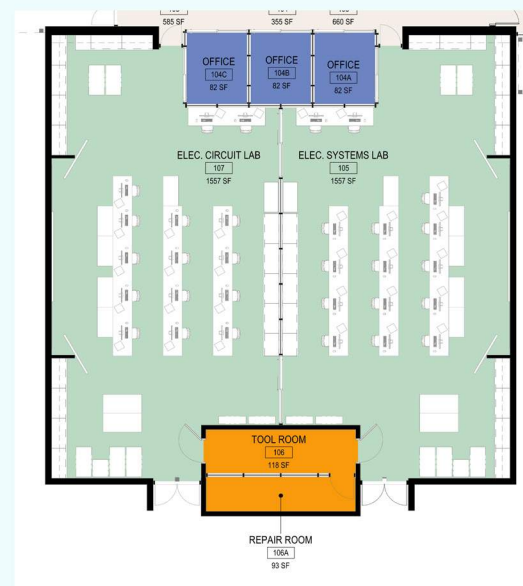 585 SF
355 SF
660 SF
OFFICE
104C
82 SF
OFFICE
104B
82 SF
OFFICE
104A
82 SF
ELEC. CIRCUIT LAB
107
1557 SF
ELEC. SYSTEMS LAB
105
1557 SF
TOOL ROOM
106
118 SF
REPAIR ROOM
106A
93 SF